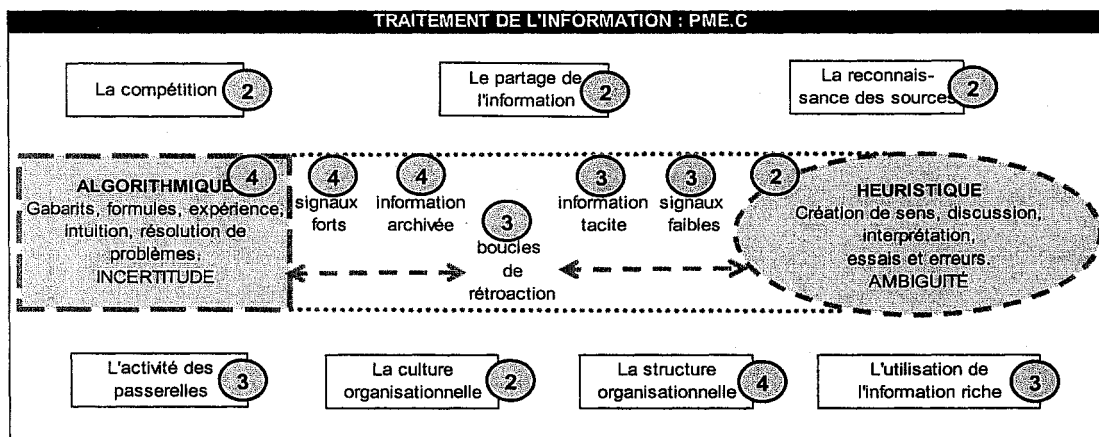 TRAITEMENT DE L'INFORMATION : PME.C
La compétition
2
Le partage de
l'information
2
La reconnais-
sance des sources
2
ALGORITHMIQUE
4
Gabarits, formules, expérience,
intuition, résolution de
problèmes.
INCERTITUDE
4
signaux
forts
4
information
archivée
3
boucles
de
rétroaction
3
information
tacite
3
signaux
faibles
2
HEURISTIQUE
Création de sens, discussion,
interprétation,
essais et erreurs.
AMBIGUITÉ
L'activité des
passerelles
3
La culture
organisationnelle
2
La structure
organisationnelle
4
L'utilisation de
l'information riche
3